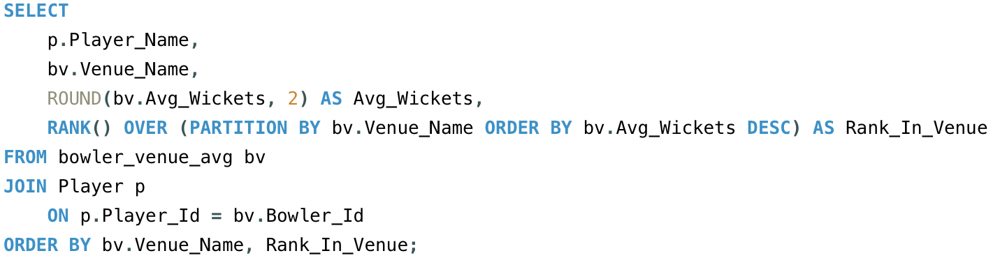 SELECT
    p.Player_Name,
    bv.Venue_Name,
    ROUND(bv.Avg_Wickets, 2) AS Avg_Wickets,
    RANK() OVER (PARTITION BY bv.Venue_Name ORDER BY bv.Avg_Wickets DESC) AS Rank_In_Venue
FROM bowler_venue_avg bv
JOIN Player p
    ON p.Player_Id = bv.Bowler_Id
ORDER BY bv.Venue_Name, Rank_In_Venue;